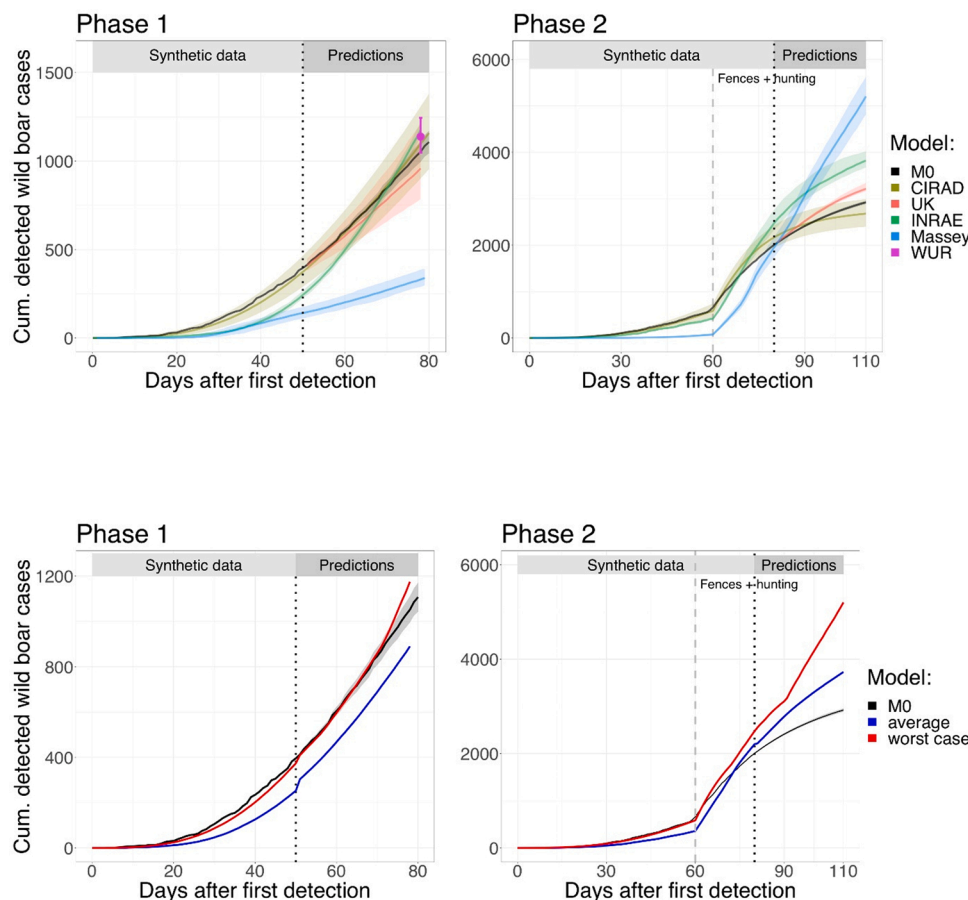 Phase 1
Phase 2
Synthetic data
Predictions
Synthetic data
Predictions
Fences + hunting
1500
1000
500
0
6000
4000
2000
0
Cum. detected wild boar cases
0
20
40
60
80
0
30
60
90
110
Days after first detection
Days after first detection
Model:
M0
CIRAD
UK
INRAE
Massey
WUR
Phase 1
Phase 2
Synthetic data
Predictions
Synthetic data
Predictions
Fences + hunting
1200
800
400
0
6000
4000
2000
0
Cum. detected wild boar cases
0
20
40
60
80
0
30
60
90
110
Days after first detection
Days after first detection
Model:
M0
average
worst case